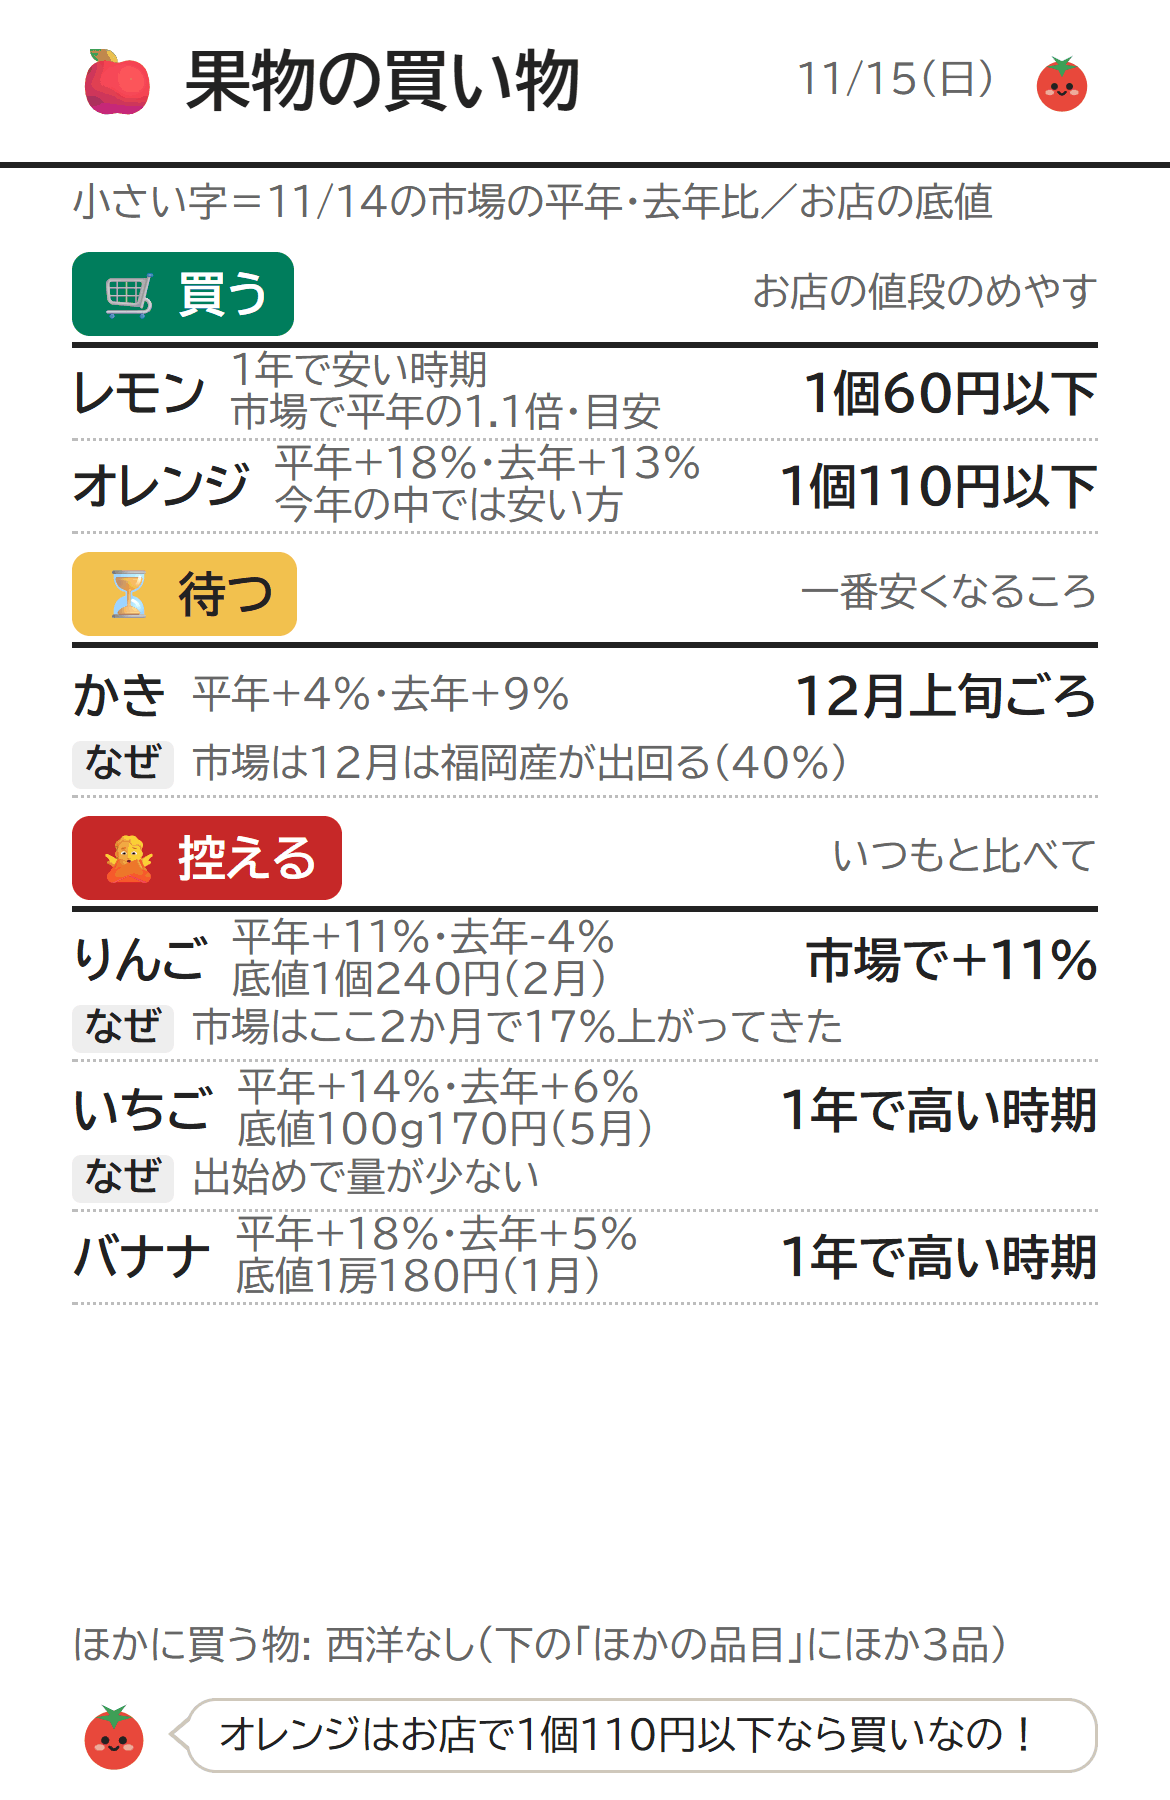 果物の買い物
11/15(日)
小さい字=11/14の市場の平年・去年比／お店の底値
買う
お店の値段のめやす
レモン
1年で安い時期
市場で平年の1.1倍・目安
1個60円以下
オレンジ
平年+18%・去年+13%
今年の中では安い方
1個110円以下
待つ
一番安くなるころ
かき
平年+4%・去年+9%
12月上旬ごろ
なぜ
市場は12月は福岡産が出回る(40%)
控える
いつもと比べて
りんご
平年+11%・去年-4%
底値1個240円(2月)
市場で+11%
なぜ
市場はここ2か月で17%上がってきた
いちご
平年+14%・去年+6%
底値100g170円(5月)
1年で高い時期
なぜ
出始めで量が少ない
バナナ
平年+18%・去年+5%
底値1房180円(1月)
1年で高い時期
ほかに買う物: 西洋なし(下の「ほかの品目」にほか3品)
オレンジはお店で1個110円以下なら買いなの！